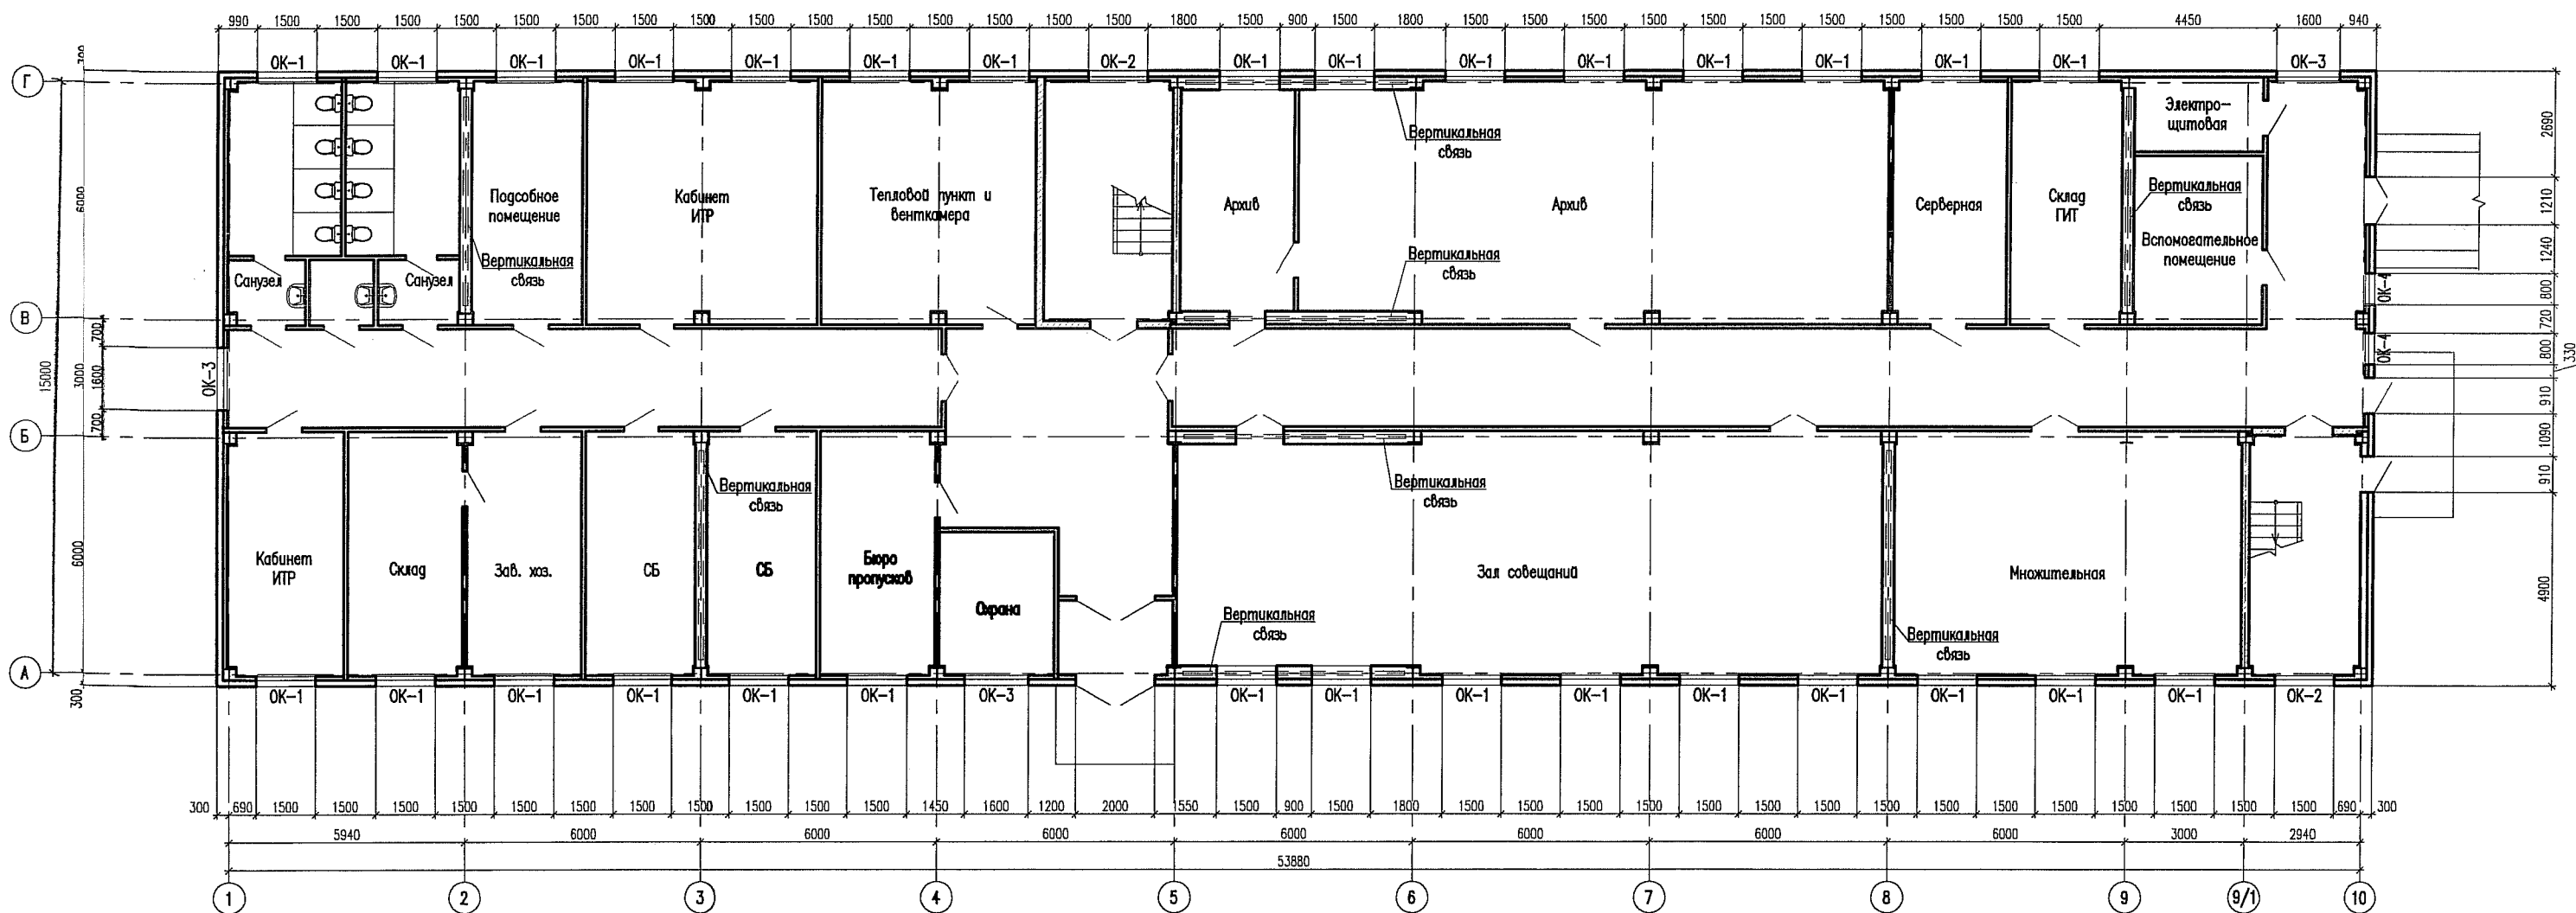 990 1500 1500 1500 1500 1500 1500 1500 1500 1500 1500 1500 1500 1500 1500 1500 1800 1500 900 1500 1800 1500 1500 1500 1500 1500 1500 1500 1500 1500 1500 4450 1600 940
ОК-1 ОК-1 ОК-1 ОК-1 ОК-1 ОК-1 ОК-1 ОК-2 ОК-1 ОК-1 ОК-1 ОК-1 ОК-1 ОК-1 ОК-1 ОК-1 ОК-3
Г
Электро-
щитовая
2690
Вертикальная
связь
6000
Подсобное
помещение
Кабинет
ИТР
Тепловой пункт и
венткамера
Архив
Архив
Серверная
Склад
ГИТ
Вертикальная
связь
1210
Вспомогательное
помещение
1240
Санузел
Санузел
Вертикальная
связь
Вертикальная
связь
ОК-4
800
В
700
720
15000
3000
1600
ОК-3
ОК-4
800
330
700
910
Б
1090
Вертикальная
связь
Вертикальная
связь
910
6000
Кабинет
ИТР
Склад
Зав. хоз.
СБ
СБ
Бюро
пропусков
Охрана
Зал совещаний
Множительная
4900
Вертикальная
связь
Вертикальная
связь
А
300
ОК-1 ОК-1 ОК-1 ОК-1 ОК-1 ОК-1 ОК-3 ОК-1 ОК-1 ОК-1 ОК-1 ОК-1 ОК-1 ОК-1 ОК-1 ОК-1 ОК-2
300 690 1500 1500 1500 1500 1500 1500 1500 1500 1500 1500 1500 1450 1600 1200 2000 1550 1500 900 1500 1800 1500 1500 1500 1500 1500 1500 1500 1500 1500 1500 1500 1500 1500 1500 690 300
5940 6000 6000 6000 6000 6000 6000 6000 3000 2940
53880
1 2 3 4 5 6 7 8 9 9/1 10